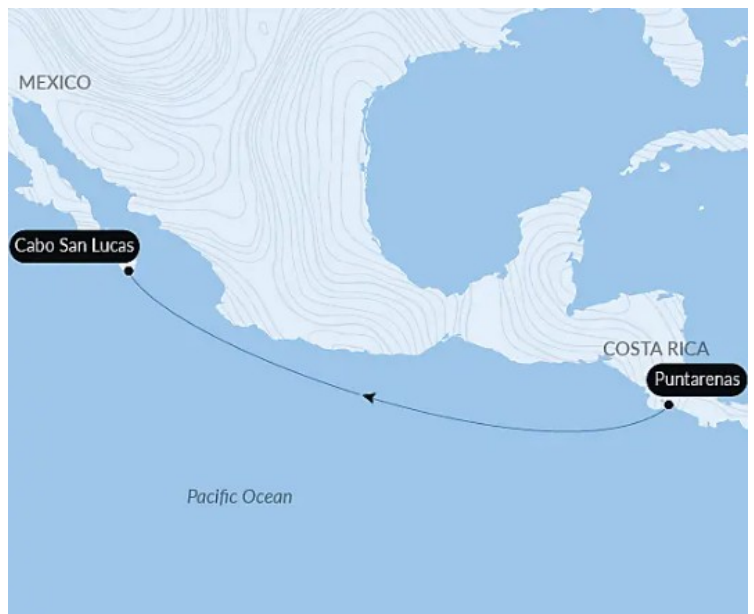 MEXICO
Cabo San Lucas
COSTA RICA
Puntarenas
Pacific Ocean